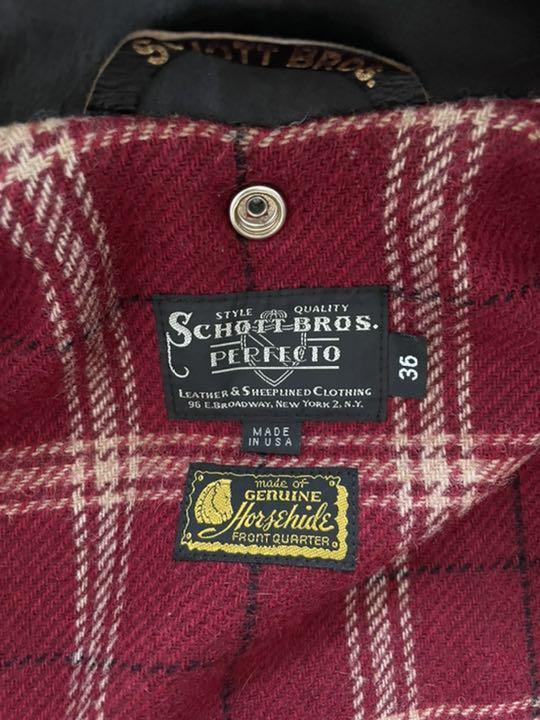 SCHOTT BROS.
STYLE QUALITY
SCHOTT BROS.
PERFECTO
LEATHER & SHEEPLINED CLOTHING
96 E. BROADWAY, NEW YORK 2, N.Y.
36
MADE
IN USA
made of
GENUINE
Horsehide
FRONT QUARTER